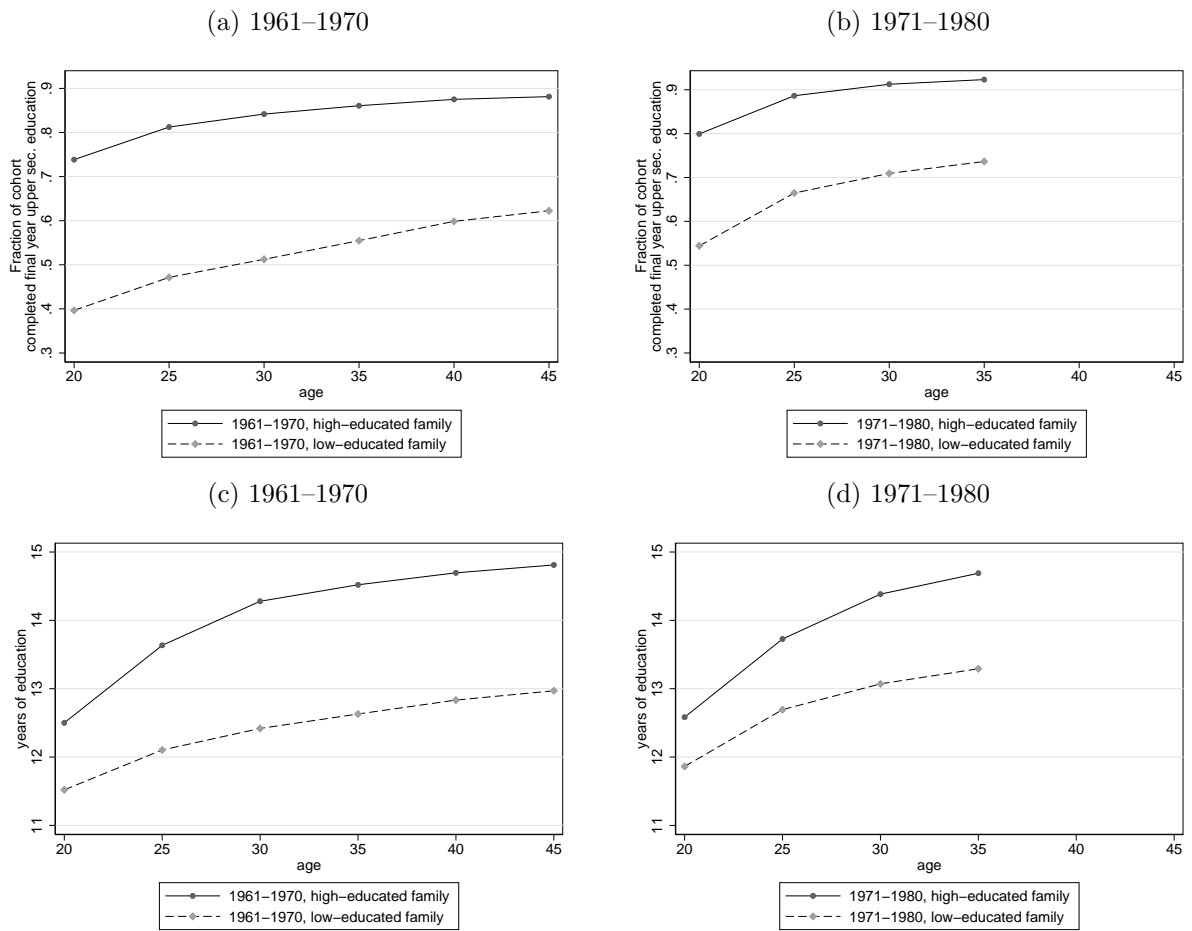 (a) 1961–1970
Fraction of cohort
completed final year upper sec. education
.9
.8
.7
.6
.5
.4
.3
20 25 30 35 40 45
age
1961−1970, high−educated family
1961−1970, low−educated family
(b) 1971–1980
Fraction of cohort
completed final year upper sec. education
.9
.8
.7
.6
.5
.4
.3
20 25 30 35 40 45
age
1971−1980, high−educated family
1971−1980, low−educated family
(c) 1961–1970
years of education
15
14
13
12
11
20 25 30 35 40 45
age
1961−1970, high−educated family
1961−1970, low−educated family
(d) 1971–1980
years of education
15
14
13
12
11
20 25 30 35 40 45
age
1971−1980, high−educated family
1971−1980, low−educated family